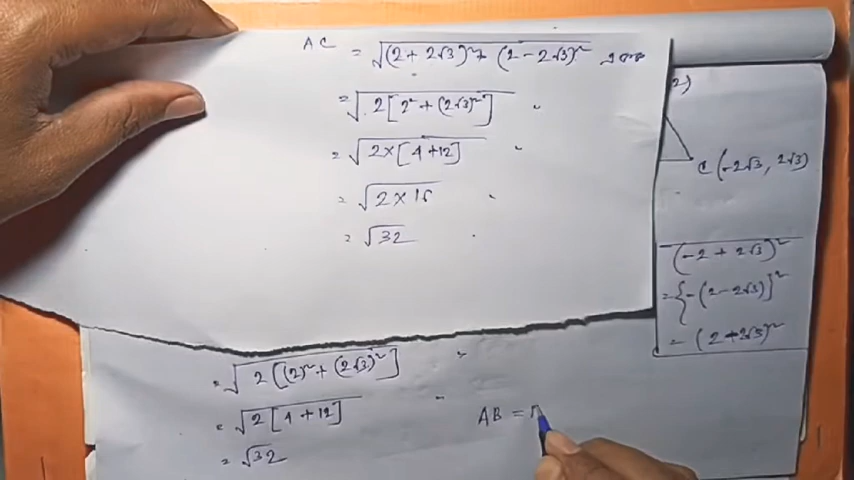 AC = √(2 + 2√3)² + (2 - 2√3)² একক
= √2[2² + (2√3)²] "
= √2×[4+12] "
= √2×16 "
= √32 "
2)
C (-2√3, 2√3)
(-2 + 2√3)²
= {-(2-2√3)}²
= (2-2√3)²
= √2[(2)² + (2√3)²] "
= √2[4+12] "
= √32
AB =